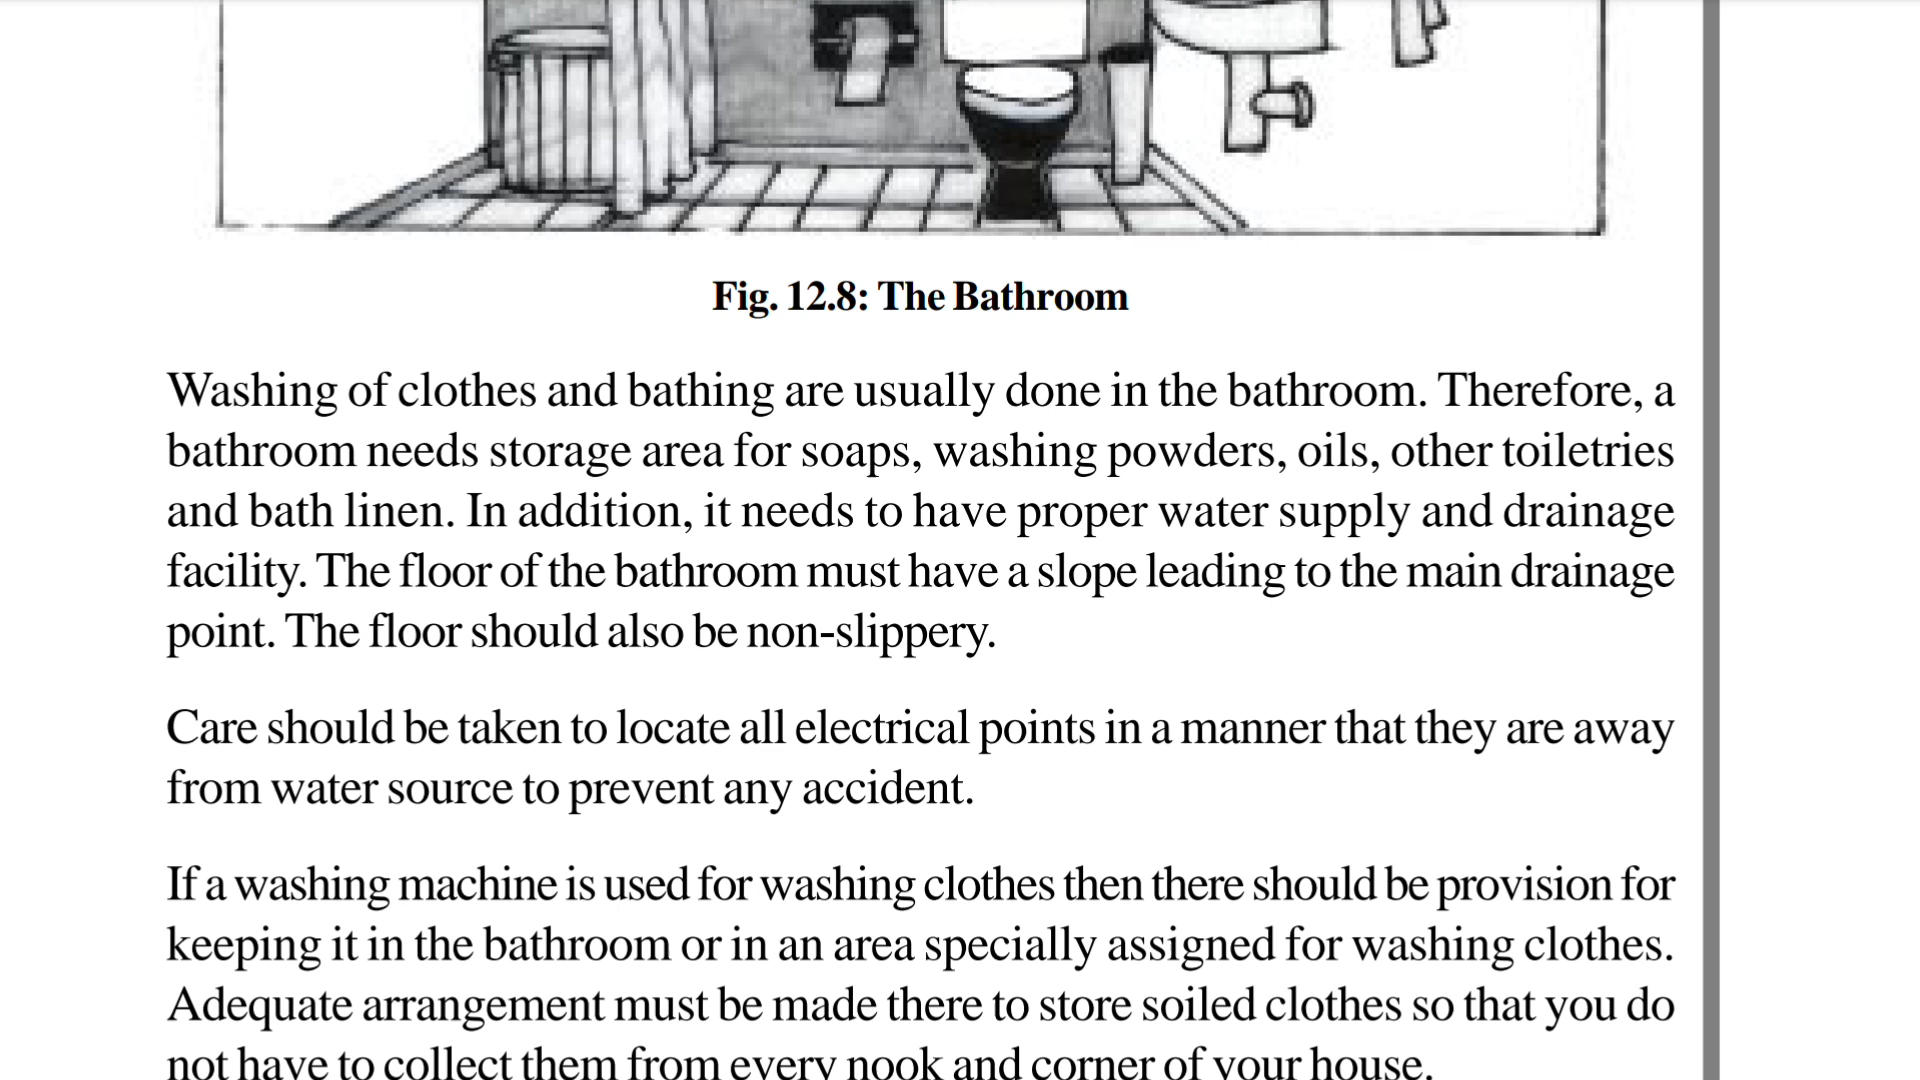 Fig. 12.8: The Bathroom
Washing of clothes and bathing are usually done in the bathroom. Therefore, a
bathroom needs storage area for soaps, washing powders, oils, other toiletries
and bath linen. In addition, it needs to have proper water supply and drainage
facility. The floor of the bathroom must have a slope leading to the main drainage
point. The floor should also be non-slippery.
Care should be taken to locate all electrical points in a manner that they are away
from water source to prevent any accident.
If a washing machine is used for washing clothes then there should be provision for
keeping it in the bathroom or in an area specially assigned for washing clothes.
Adequate arrangement must be made there to store soiled clothes so that you do
not have to collect them from every nook and corner of your house.